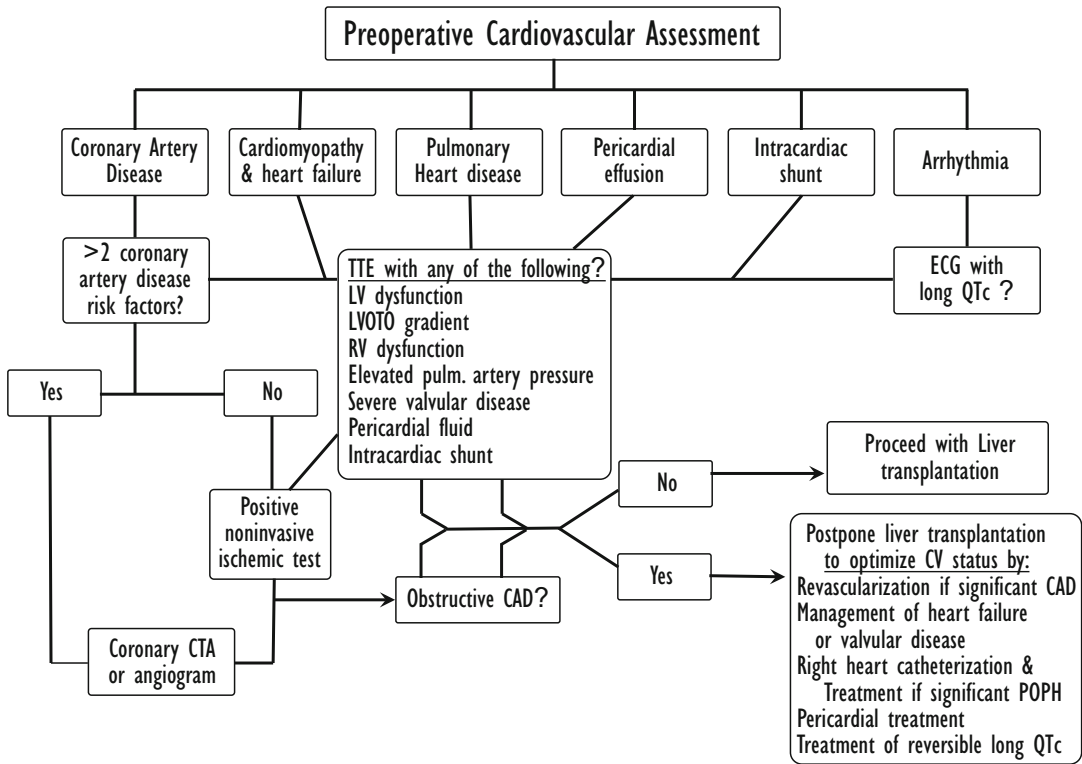 Preoperative Cardiovascular Assessment
Coronary Artery
Disease
Cardiomyopathy
& heart failure
Pulmonary
Heart disease
Pericardial
effusion
Intracardiac
shunt
Arrhythmia
>2 coronary
artery disease
risk factors?
TTE with any of the following?
LV dysfunction
LVOTO gradient
RV dysfunction
Elevated pulm. artery pressure
Severe valvular disease
Pericardial fluid
Intracardiac shunt
ECG with
long QTc ?
Yes
No
Positive
noninvasive
ischemic test
Coronary CTA
or angiogram
Obstructive CAD?
No
Yes
Proceed with Liver
transplantation
Postpone liver transplantation
to optimize CV status by:
Revascularization if significant CAD
Management of heart failure
or valvular disease
Right heart catheterization &
Treatment if significant POPH
Pericardial treatment
Treatment of reversible long QTc